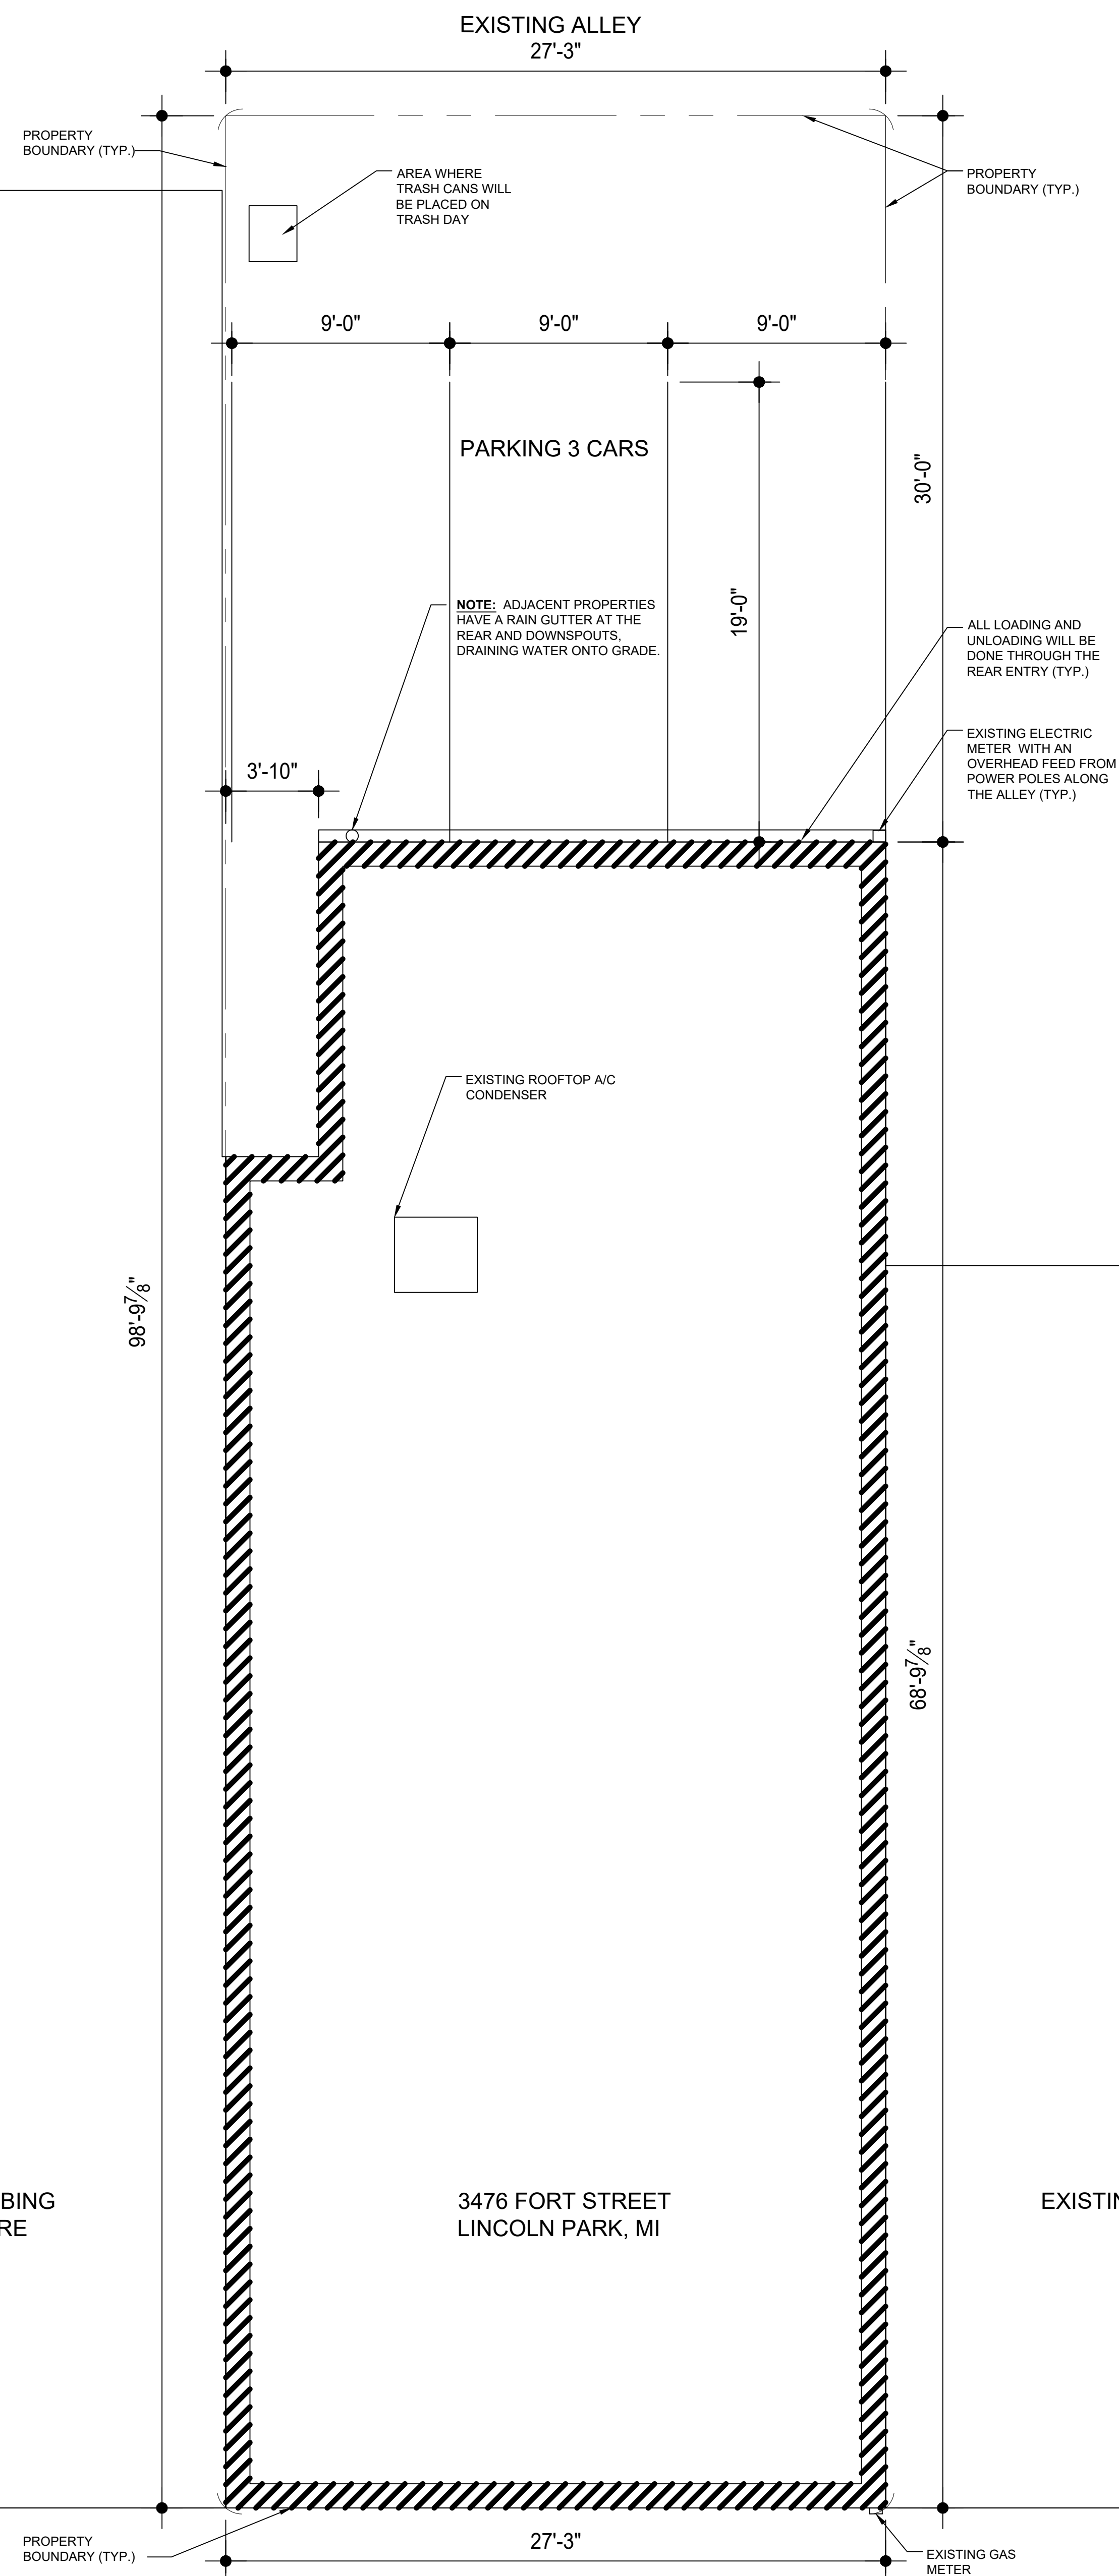 EXISTING ALLEY
27'-3"
PROPERTY
BOUNDARY (TYP.)
AREA WHERE
TRASH CANS WILL
BE PLACED ON
TRASH DAY
PROPERTY
BOUNDARY (TYP.)
9'-0"
9'-0"
9'-0"
PARKING 3 CARS
30'-0"
19'-0"
NOTE: ADJACENT PROPERTIES
HAVE A RAIN GUTTER AT THE
REAR AND DOWNSPOUTS,
DRAINING WATER ONTO GRADE.
ALL LOADING AND
UNLOADING WILL BE
DONE THROUGH THE
REAR ENTRY (TYP.)
EXISTING ELECTRIC
METER WITH AN
OVERHEAD FEED FROM
POWER POLES ALONG
THE ALLEY (TYP.)
3'-10"
EXISTING ROOFTOP A/C
CONDENSER
98'-9⅞"
68'-9⅞"
BING
RE
3476 FORT STREET
LINCOLN PARK, MI
EXISTIN
PROPERTY
BOUNDARY (TYP.)
27'-3"
EXISTING GAS
METER